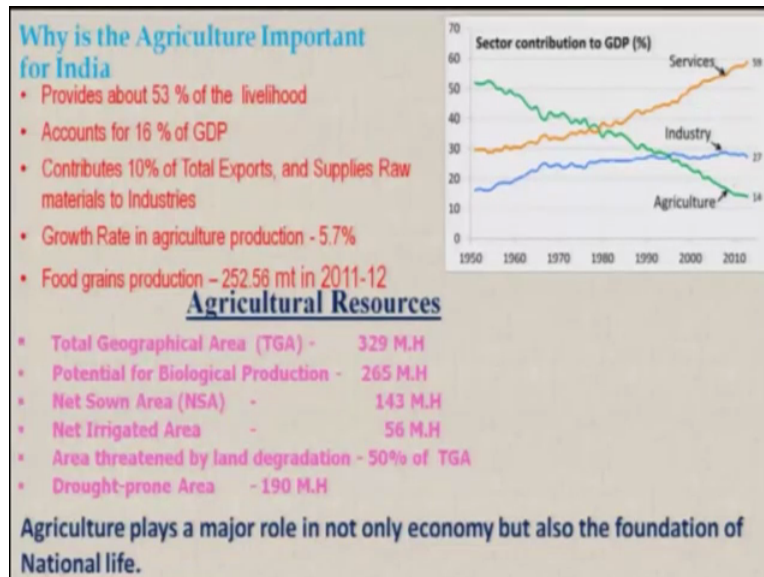 Why is the Agriculture Important
for India
• Provides about 53 % of the livelihood
• Accounts for 16 % of GDP
• Contributes 10% of Total Exports, and Supplies Raw
materials to Industries
• Growth Rate in agriculture production - 5.7%
• Food grains production – 252.56 mt in 2011-12
Sector contribution to GDP (%)
70
60
50
40
30
20
10
0
1950 1960 1970 1980 1990 2000 2010
Services
59
Industry
27
Agriculture
14
Agricultural Resources
▪ Total Geographical Area (TGA) - 329 M.H
▪ Potential for Biological Production - 265 M.H
▪ Net Sown Area (NSA) - 143 M.H
▪ Net Irrigated Area - 56 M.H
▪ Area threatened by land degradation - 50% of TGA
▪ Drought-prone Area - 190 M.H
Agriculture plays a major role in not only economy but also the foundation of
National life.